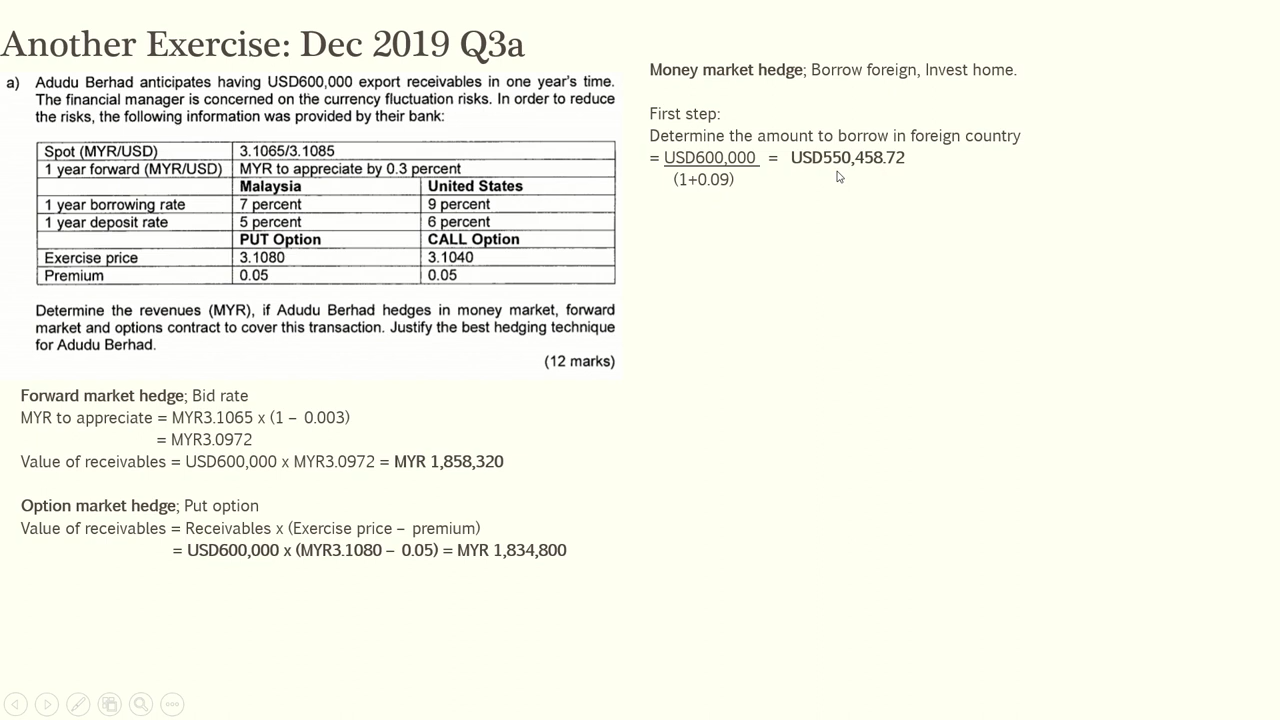 Another Exercise: Dec 2019 Q3a
a) Adudu Berhad anticipates having USD600,000 export receivables in one year's time.
The financial manager is concerned on the currency fluctuation risks. In order to reduce
the risks, the following information was provided by their bank:
Spot (MYR/USD) 3.1065/3.1085
1 year forward (MYR/USD) MYR to appreciate by 0.3 percent
Malaysia United States
1 year borrowing rate 7 percent 9 percent
1 year deposit rate 5 percent 6 percent
PUT Option CALL Option
Exercise price 3.1080 3.1040
Premium 0.05 0.05
Determine the revenues (MYR), if Adudu Berhad hedges in money market, forward
market and options contract to cover this transaction. Justify the best hedging technique
for Adudu Berhad.
(12 marks)
Forward market hedge; Bid rate
MYR to appreciate = MYR3.1065 x (1 – 0.003)
= MYR3.0972
Value of receivables = USD600,000 x MYR3.0972 = MYR 1,858,320
Option market hedge; Put option
Value of receivables = Receivables x (Exercise price – premium)
= USD600,000 x (MYR3.1080 – 0.05) = MYR 1,834,800
Money market hedge; Borrow foreign, Invest home.
First step:
Determine the amount to borrow in foreign country
= USD600,000 = USD550,458.72
(1+0.09)